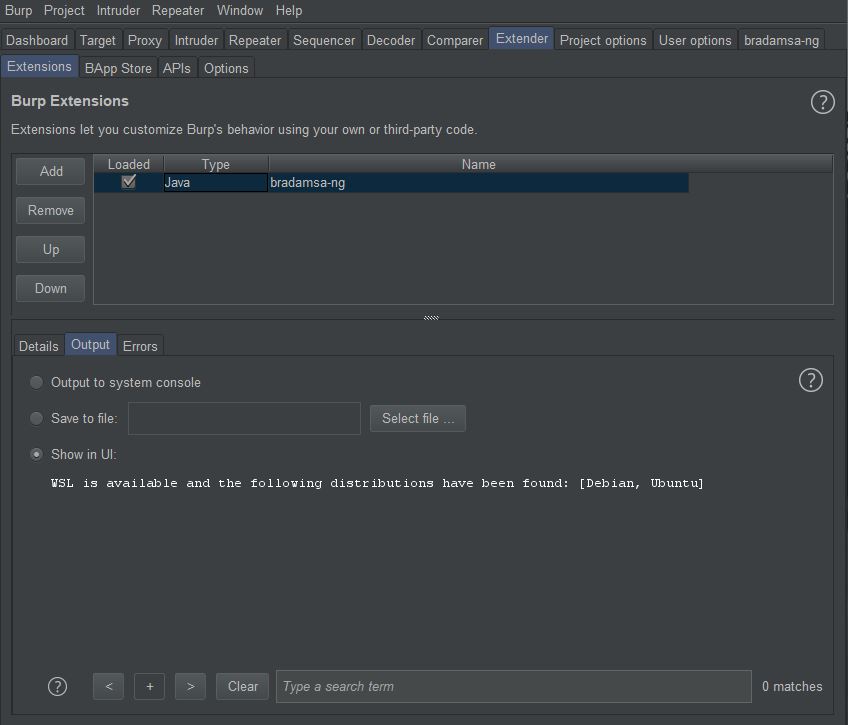 Burp Project Intruder Repeater Window Help
Dashboard Target Proxy Intruder Repeater Sequencer Decoder Comparer Extender Project options User options bradamsa-ng
Extensions BApp Store APIs Options
Burp Extensions
?
Extensions let you customize Burp's behavior using your own or third-party code.
Add
Remove
Up
Down
Loaded Type Name
Java bradamsa-ng
Details Output Errors
Output to system console
?
Save to file: Select file ...
Show in UI:
WSL is available and the following distributions have been found: [Debian, Ubuntu]
? < + > Clear Type a search term 0 matches